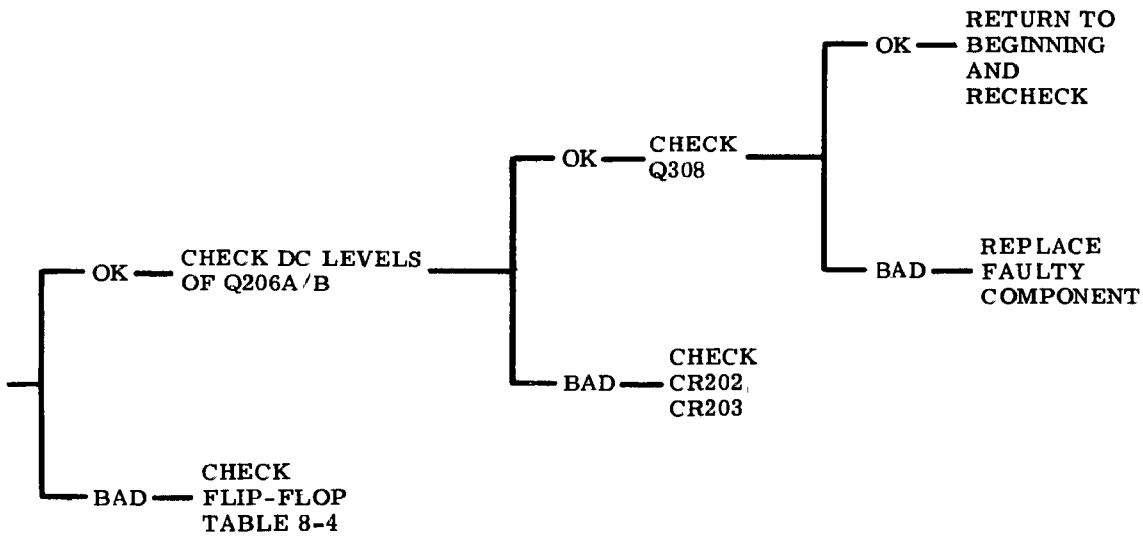 RETURN TO
OK BEGINNING
AND
RECHECK
OK CHECK
Q308
BAD REPLACE
FAULTY
COMPONENT
OK CHECK DC LEVELS
OF Q206A/B
BAD CHECK
CR202,
CR203
BAD CHECK
FLIP-FLOP
TABLE 8-4